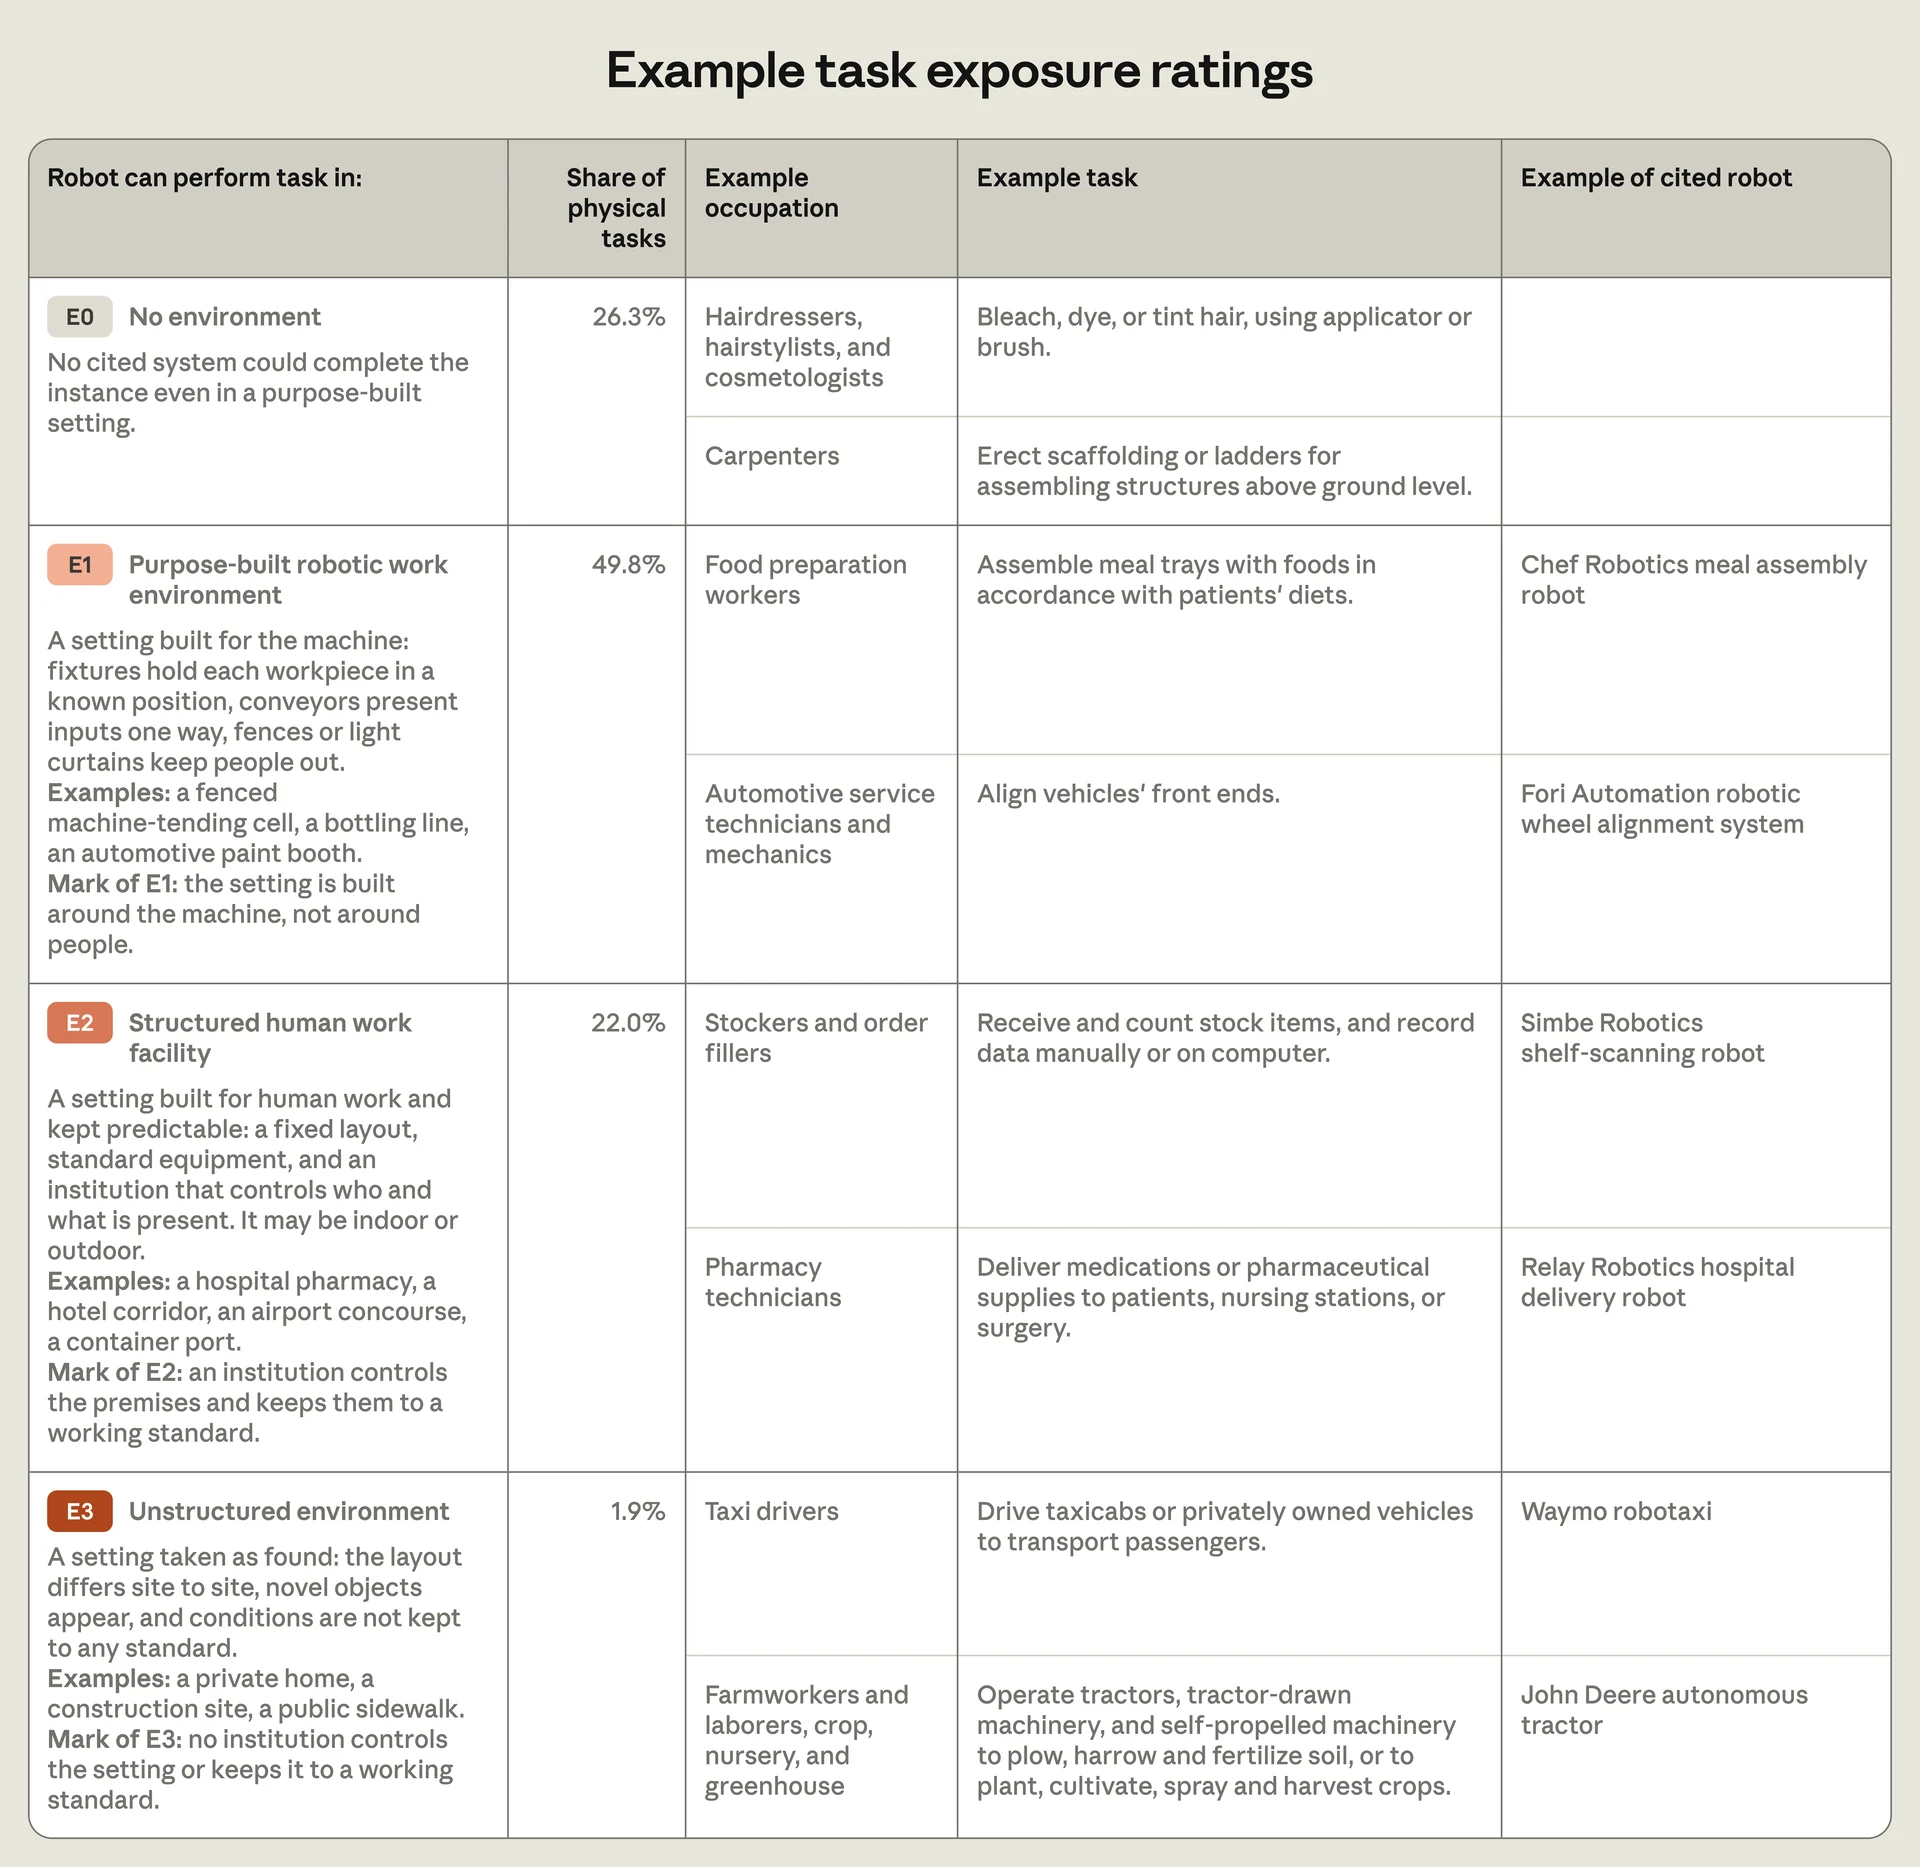 Example task exposure ratings
Robot can perform task in:
Share of
physical
tasks
Example
occupation
Example task
Example of cited robot
E0 No environment
No cited system could complete the
instance even in a purpose-built
setting.
26.3%
Hairdressers,
hairstylists, and
cosmetologists
Bleach, dye, or tint hair, using applicator or
brush.
Carpenters
Erect scaffolding or ladders for
assembling structures above ground level.
E1 Purpose-built robotic work
environment
A setting built for the machine:
fixtures hold each workpiece in a
known position, conveyors present
inputs one way, fences or light
curtains keep people out.
Examples: a fenced
machine-tending cell, a bottling line,
an automotive paint booth.
Mark of E1: the setting is built
around the machine, not around
people.
49.8%
Food preparation
workers
Assemble meal trays with foods in
accordance with patients' diets.
Chef Robotics meal assembly
robot
Automotive service
technicians and
mechanics
Align vehicles' front ends.
Fori Automation robotic
wheel alignment system
E2 Structured human work
facility
A setting built for human work and
kept predictable: a fixed layout,
standard equipment, and an
institution that controls who and
what is present. It may be indoor or
outdoor.
Examples: a hospital pharmacy, a
hotel corridor, an airport concourse,
a container port.
Mark of E2: an institution controls
the premises and keeps them to a
working standard.
22.0%
Stockers and order
fillers
Receive and count stock items, and record
data manually or on computer.
Simbe Robotics
shelf-scanning robot
Pharmacy
technicians
Deliver medications or pharmaceutical
supplies to patients, nursing stations, or
surgery.
Relay Robotics hospital
delivery robot
E3 Unstructured environment
A setting taken as found: the layout
differs site to site, novel objects
appear, and conditions are not kept
to any standard.
Examples: a private home, a
construction site, a public sidewalk.
Mark of E3: no institution controls
the setting or keeps it to a working
standard.
1.9%
Taxi drivers
Drive taxicabs or privately owned vehicles
to transport passengers.
Waymo robotaxi
Farmworkers and
laborers, crop,
nursery, and
greenhouse
Operate tractors, tractor-drawn
machinery, and self-propelled machinery
to plow, harrow and fertilize soil, or to
plant, cultivate, spray and harvest crops.
John Deere autonomous
tractor